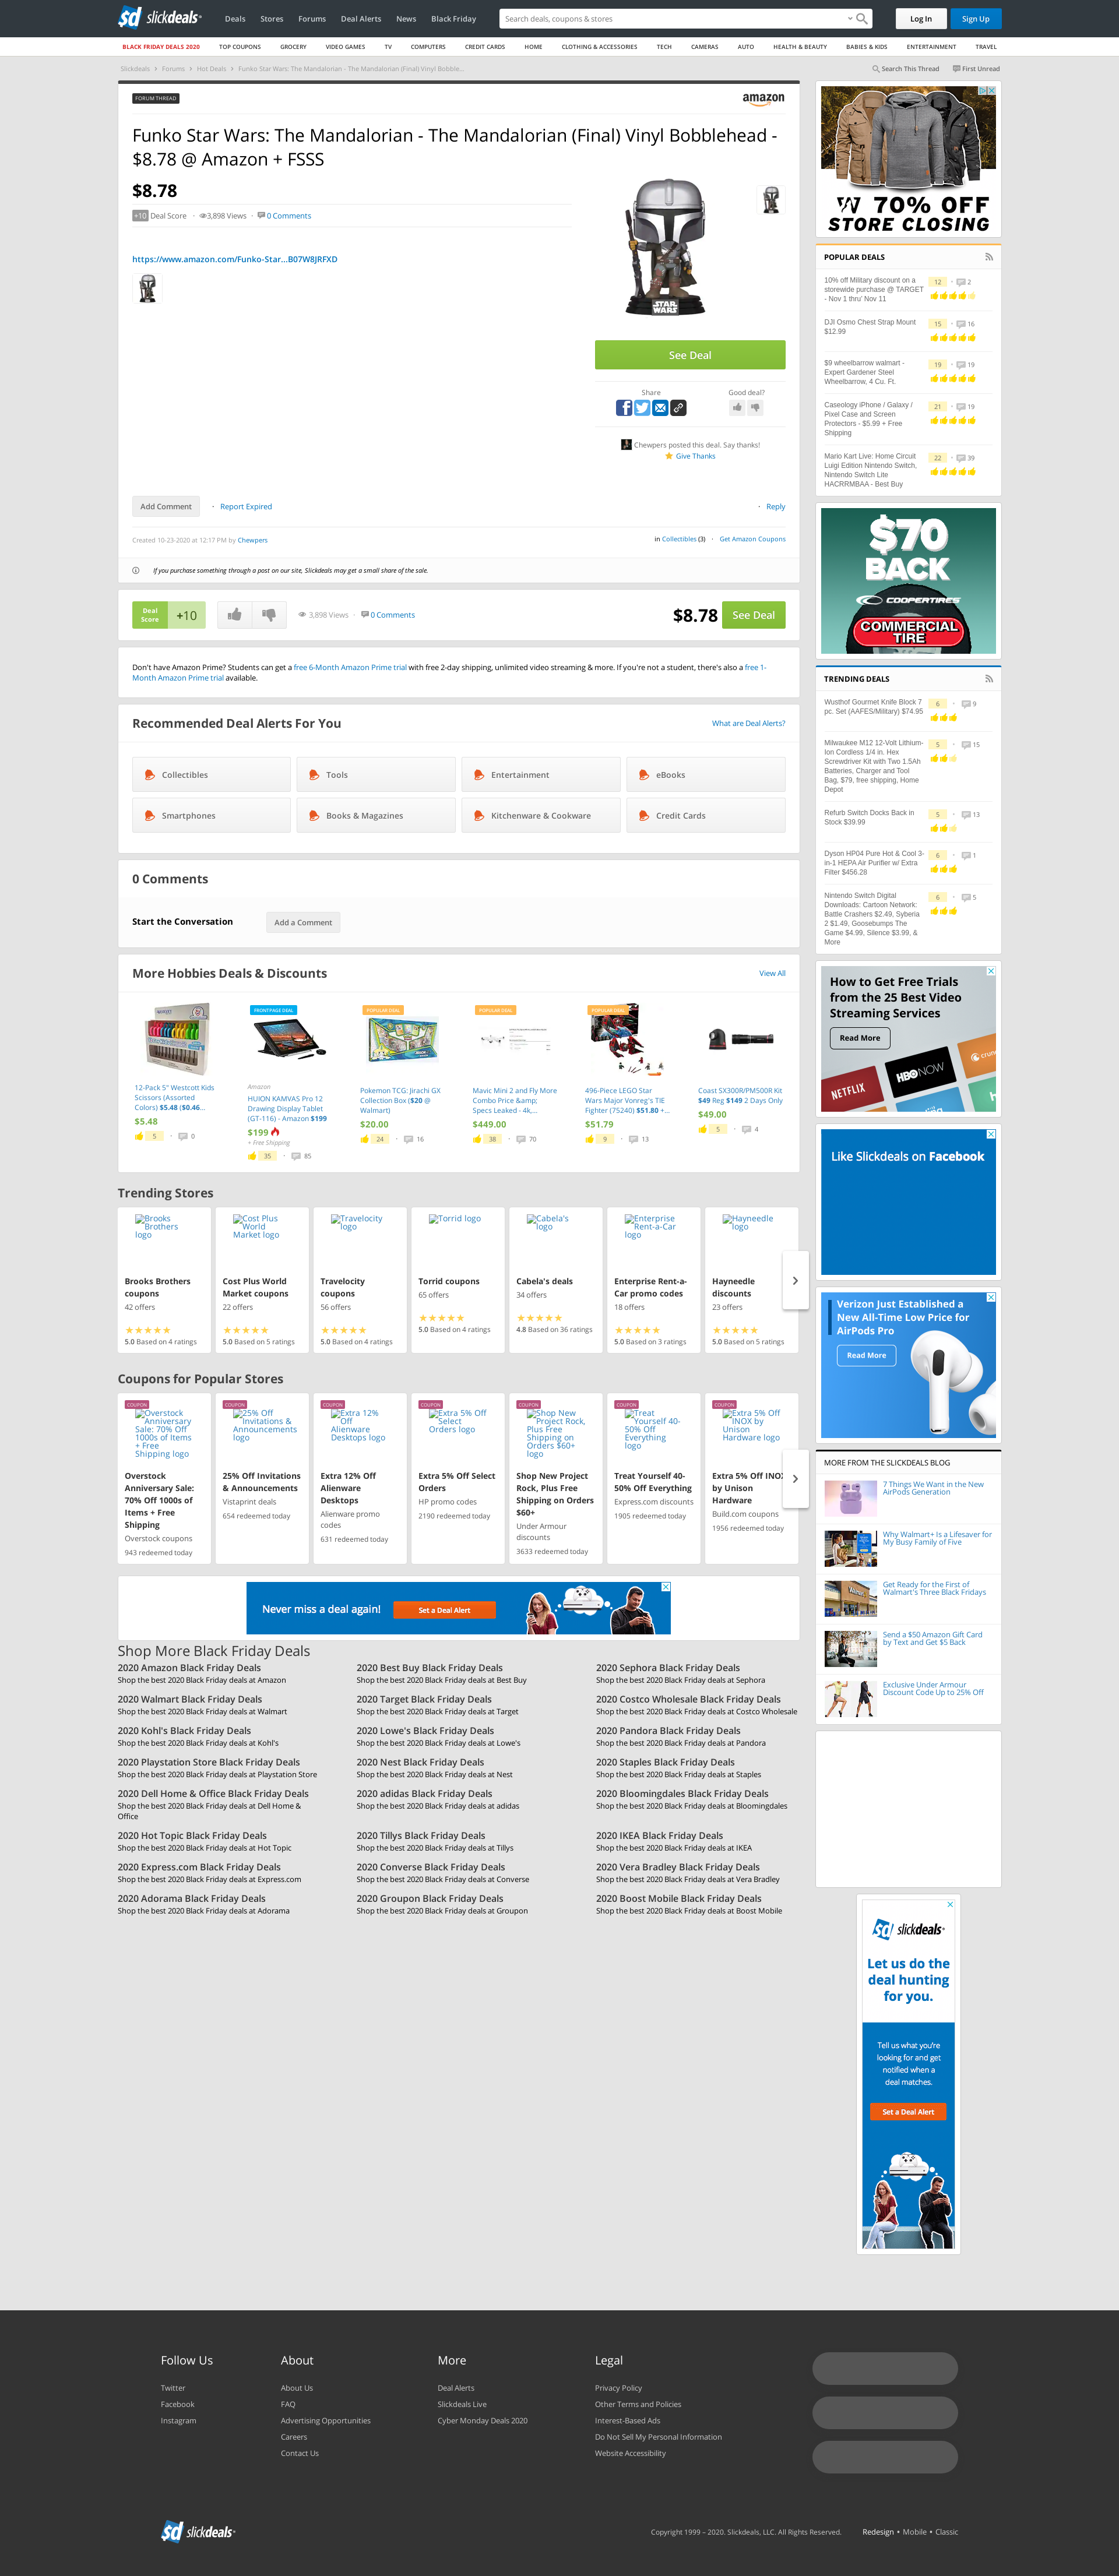 sd slickdeals
Deals
Stores
Forums
Deal Alerts
News
Black Friday
Search deals, coupons & stores
Log In
Sign Up
BLACK FRIDAY DEALS 2020
TOP COUPONS
GROCERY
VIDEO GAMES
TV
COMPUTERS
CREDIT CARDS
HOME
CLOTHING & ACCESSORIES
TECH
CAMERAS
AUTO
HEALTH & BEAUTY
BABIES & KIDS
ENTERTAINMENT
TRAVEL
Slickdeals > Forums > Hot Deals > Funko Star Wars: The Mandalorian - The Mandalorian (Final) Vinyl Bobble...
Search This Thread
First Unread
FORUM THREAD
amazon
Funko Star Wars: The Mandalorian - The Mandalorian (Final) Vinyl Bobblehead -
$8.78 @ Amazon + FSSS
$8.78
+10 Deal Score · 3,898 Views · 0 Comments
https://www.amazon.com/Funko-Star...B07W8JRFXD
STAR WARS
See Deal
Share
Good deal?
Chewpers posted this deal. Say thanks!
Give Thanks
Add Comment
· Report Expired
· Reply
Created 10-23-2020 at 12:17 PM by Chewpers
in Collectibles (3) · Get Amazon Coupons
If you purchase something through a post on our site, Slickdeals may get a small share of the sale.
Deal Score
+10
3,898 Views · 0 Comments
$8.78
See Deal
Don't have Amazon Prime? Students can get a free 6-Month Amazon Prime trial with free 2-day shipping, unlimited video streaming & more. If you're not a student, there's also a free 1-
Month Amazon Prime trial available.
Recommended Deal Alerts For You
What are Deal Alerts?
Collectibles
Tools
Entertainment
eBooks
Smartphones
Books & Magazines
Kitchenware & Cookware
Credit Cards
0 Comments
Start the Conversation
Add a Comment
More Hobbies Deals & Discounts
View All
12-Pack 5" Westcott Kids
Scissors (Assorted
Colors) $5.48 ($0.46...
$5.48
5 · 0
FRONTPAGE DEAL
Amazon
HUION KAMVAS Pro 12
Drawing Display Tablet
(GT-116) - Amazon $199
$199
+ Free Shipping
35 · 85
POPULAR DEAL
Pokemon TCG: Jirachi GX
Collection Box ($20 @
Walmart)
$20.00
24 · 16
POPULAR DEAL
Mavic Mini 2 and Fly More
Combo Price &amp;
Specs Leaked - 4k,...
$449.00
38 · 70
POPULAR DEAL
496-Piece LEGO Star
Wars Major Vonreg's TIE
Fighter (75240) $51.80 +...
$51.79
9 · 13
Coast SX300R/PM500R Kit
$49 Reg $149 2 Days Only
$49.00
5 · 4
Trending Stores
Brooks Brothers logo
Brooks Brothers coupons
42 offers
5.0 Based on 4 ratings
Cost Plus World Market logo
Cost Plus World Market coupons
22 offers
5.0 Based on 5 ratings
Travelocity logo
Travelocity coupons
56 offers
5.0 Based on 4 ratings
Torrid logo
Torrid coupons
65 offers
5.0 Based on 4 ratings
Cabela's logo
Cabela's deals
34 offers
4.8 Based on 36 ratings
Enterprise Rent-a-Car logo
Enterprise Rent-a-Car promo codes
18 offers
5.0 Based on 3 ratings
Hayneedle logo
Hayneedle discounts
23 offers
5.0 Based on 5 ratings
Coupons for Popular Stores
COUPON
Overstock Anniversary Sale: 70% Off 1000s of Items + Free Shipping logo
Overstock Anniversary Sale: 70% Off 1000s of Items + Free Shipping
Overstock coupons
943 redeemed today
COUPON
25% Off Invitations & Announcements logo
25% Off Invitations & Announcements
Vistaprint deals
654 redeemed today
COUPON
Extra 12% Off Alienware Desktops logo
Extra 12% Off Alienware Desktops
Alienware promo codes
631 redeemed today
COUPON
Extra 5% Off Select Orders logo
Extra 5% Off Select Orders
HP promo codes
2190 redeemed today
COUPON
Shop New Project Rock, Plus Free Shipping on Orders $60+ logo
Shop New Project Rock, Plus Free Shipping on Orders $60+
Under Armour discounts
3633 redeemed today
COUPON
Treat Yourself 40-50% Off Everything logo
Treat Yourself 40-50% Off Everything
Express.com discounts
1905 redeemed today
COUPON
Extra 5% Off INOX by Unison Hardware logo
Extra 5% Off INOX by Unison Hardware
Build.com coupons
1956 redeemed today
Never miss a deal again!
Set a Deal Alert
Shop More Black Friday Deals
2020 Amazon Black Friday Deals
Shop the best 2020 Black Friday deals at Amazon
2020 Best Buy Black Friday Deals
Shop the best 2020 Black Friday deals at Best Buy
2020 Sephora Black Friday Deals
Shop the best 2020 Black Friday deals at Sephora
2020 Walmart Black Friday Deals
Shop the best 2020 Black Friday deals at Walmart
2020 Target Black Friday Deals
Shop the best 2020 Black Friday deals at Target
2020 Costco Wholesale Black Friday Deals
Shop the best 2020 Black Friday deals at Costco Wholesale
2020 Kohl's Black Friday Deals
Shop the best 2020 Black Friday deals at Kohl's
2020 Lowe's Black Friday Deals
Shop the best 2020 Black Friday deals at Lowe's
2020 Pandora Black Friday Deals
Shop the best 2020 Black Friday deals at Pandora
2020 Playstation Store Black Friday Deals
Shop the best 2020 Black Friday deals at Playstation Store
2020 Nest Black Friday Deals
Shop the best 2020 Black Friday deals at Nest
2020 Staples Black Friday Deals
Shop the best 2020 Black Friday deals at Staples
2020 Dell Home & Office Black Friday Deals
Shop the best 2020 Black Friday deals at Dell Home &
Office
2020 adidas Black Friday Deals
Shop the best 2020 Black Friday deals at adidas
2020 Bloomingdales Black Friday Deals
Shop the best 2020 Black Friday deals at Bloomingdales
2020 Hot Topic Black Friday Deals
Shop the best 2020 Black Friday deals at Hot Topic
2020 Tillys Black Friday Deals
Shop the best 2020 Black Friday deals at Tillys
2020 IKEA Black Friday Deals
Shop the best 2020 Black Friday deals at IKEA
2020 Express.com Black Friday Deals
Shop the best 2020 Black Friday deals at Express.com
2020 Converse Black Friday Deals
Shop the best 2020 Black Friday deals at Converse
2020 Vera Bradley Black Friday Deals
Shop the best 2020 Black Friday deals at Vera Bradley
2020 Adorama Black Friday Deals
Shop the best 2020 Black Friday deals at Adorama
2020 Groupon Black Friday Deals
Shop the best 2020 Black Friday deals at Groupon
2020 Boost Mobile Black Friday Deals
Shop the best 2020 Black Friday deals at Boost Mobile
70% OFF
STORE CLOSING
POPULAR DEALS
10% off Military discount on a
storewide purchase @ TARGET
- Nov 1 thru' Nov 11
12 · 2
DJI Osmo Chest Strap Mount
$12.99
15 · 16
$9 wheelbarrow walmart -
Expert Gardener Steel
Wheelbarrow, 4 Cu. Ft.
19 · 19
Caseology iPhone / Galaxy /
Pixel Case and Screen
Protectors - $5.99 + Free
Shipping
21 · 19
Mario Kart Live: Home Circuit
Luigi Edition Nintendo Switch,
Nintendo Switch Lite
HACRRMBAA - Best Buy
22 · 39
$70
BACK
COOPERTIRES
COMMERCIAL
TIRE
TRENDING DEALS
Wusthof Gourmet Knife Block 7
pc. Set (AAFES/Military) $74.95
6 · 9
Milwaukee M12 12-Volt Lithium-
Ion Cordless 1/4 in. Hex
Screwdriver Kit with Two 1.5Ah
Batteries, Charger and Tool
Bag, $79, free shipping, Home
Depot
5 · 15
Refurb Switch Docks Back in
Stock $39.99
5 · 13
Dyson HP04 Pure Hot & Cool 3-
in-1 HEPA Air Purifier w/ Extra
Filter $456.28
6 · 1
Nintendo Switch Digital
Downloads: Cartoon Network:
Battle Crashers $2.49, Syberia
2 $1.49, Goosebumps The
Game $4.99, Silence $3.99, &
More
6 · 5
How to Get Free Trials
from the 25 Best Video
Streaming Services
Read More
NETFLIX
HBO NOW
crunch
Like Slickdeals on Facebook
Verizon Just Established a
New All-Time Low Price for
AirPods Pro
Read More
MORE FROM THE SLICKDEALS BLOG
7 Things We Want in the New
AirPods Generation
Why Walmart+ Is a Lifesaver for
My Busy Family of Five
Get Ready for the First of
Walmart's Three Black Fridays
Send a $50 Amazon Gift Card
by Text and Get $5 Back
Exclusive Under Armour
Discount Code Up to 25% Off
sd slickdeals
Let us do the
deal hunting
for you.
Tell us what you're
looking for and get
notified when a
deal matches.
Set a Deal Alert
Follow Us
Twitter
Facebook
Instagram
About
About Us
FAQ
Advertising Opportunities
Careers
Contact Us
More
Deal Alerts
Slickdeals Live
Cyber Monday Deals 2020
Legal
Privacy Policy
Other Terms and Policies
Interest-Based Ads
Do Not Sell My Personal Information
Website Accessibility
sd slickdeals
Copyright 1999 – 2020. Slickdeals, LLC. All Rights Reserved.
Redesign • Mobile • Classic